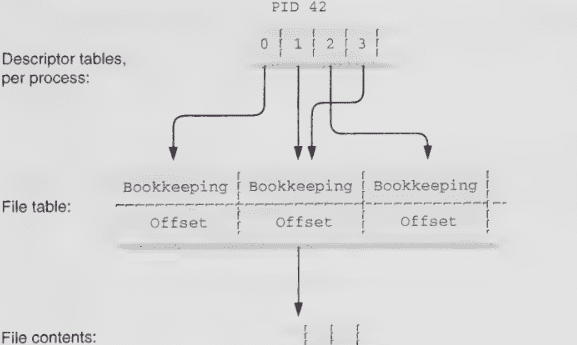 PID 42
Descriptor tables,
per process:
0 1 2 3
Bookkeeping Bookkeeping Bookkeeping
File table:
Offset Offset Offset
File contents: